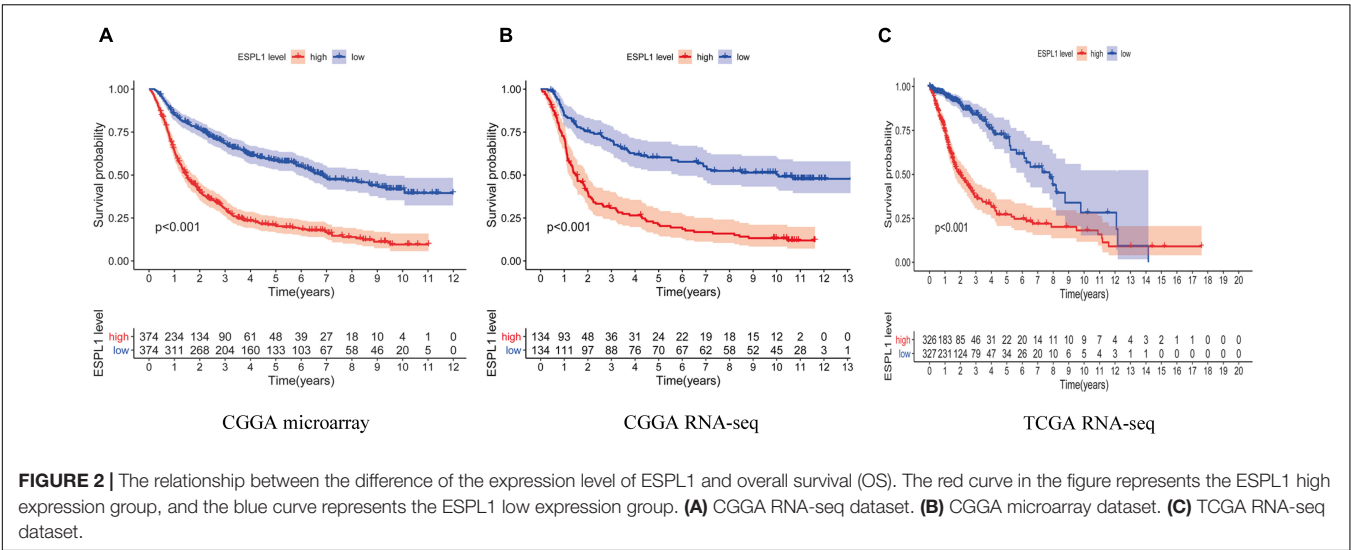 A
B
C
ESPL1 level high low
ESPL1 level high low
ESPL1 level high low
Survival probability
1.00
0.75
0.50
0.25
0.00
p<0.001
0 1 2 3 4 5 6 7 8 9 10 11 12
Time(years)
Survival probability
1.00
0.75
0.50
0.25
0.00
p<0.001
0 1 2 3 4 5 6 7 8 9 10 11 12 13
Time(years)
Survival probability
1.00
0.75
0.50
0.25
0.00
p<0.001
0 1 2 3 4 5 6 7 8 9 10 11 12 13 14 15 16 17 18 19 20
Time(years)
ESPL1 level
high 374 234 134 90 61 48 39 27 18 10 4 1 0
low 374 311 268 204 160 133 103 67 58 46 20 5 0
0 1 2 3 4 5 6 7 8 9 10 11 12
Time(years)
ESPL1 level
high 134 93 48 36 31 24 22 19 18 15 12 2 0 0
low 134 111 97 88 76 70 67 62 58 52 45 28 3 1
0 1 2 3 4 5 6 7 8 9 10 11 12 13
Time(years)
ESPL1 level
high 326 183 85 46 31 22 20 14 11 10 9 7 4 4 3 2 1 1 0 0 0
low 327 231 124 79 47 34 26 20 10 6 5 4 3 1 1 0 0 0 0 0 0
0 1 2 3 4 5 6 7 8 9 10 11 12 13 14 15 16 17 18 19 20
Time(years)
CGGA microarray
CGGA RNA-seq
TCGA RNA-seq
FIGURE 2 | The relationship between the difference of the expression level of ESPL1 and overall survival (OS). The red curve in the figure represents the ESPL1 high
expression group, and the blue curve represents the ESPL1 low expression group. (A) CGGA RNA-seq dataset. (B) CGGA microarray dataset. (C) TCGA RNA-seq
dataset.